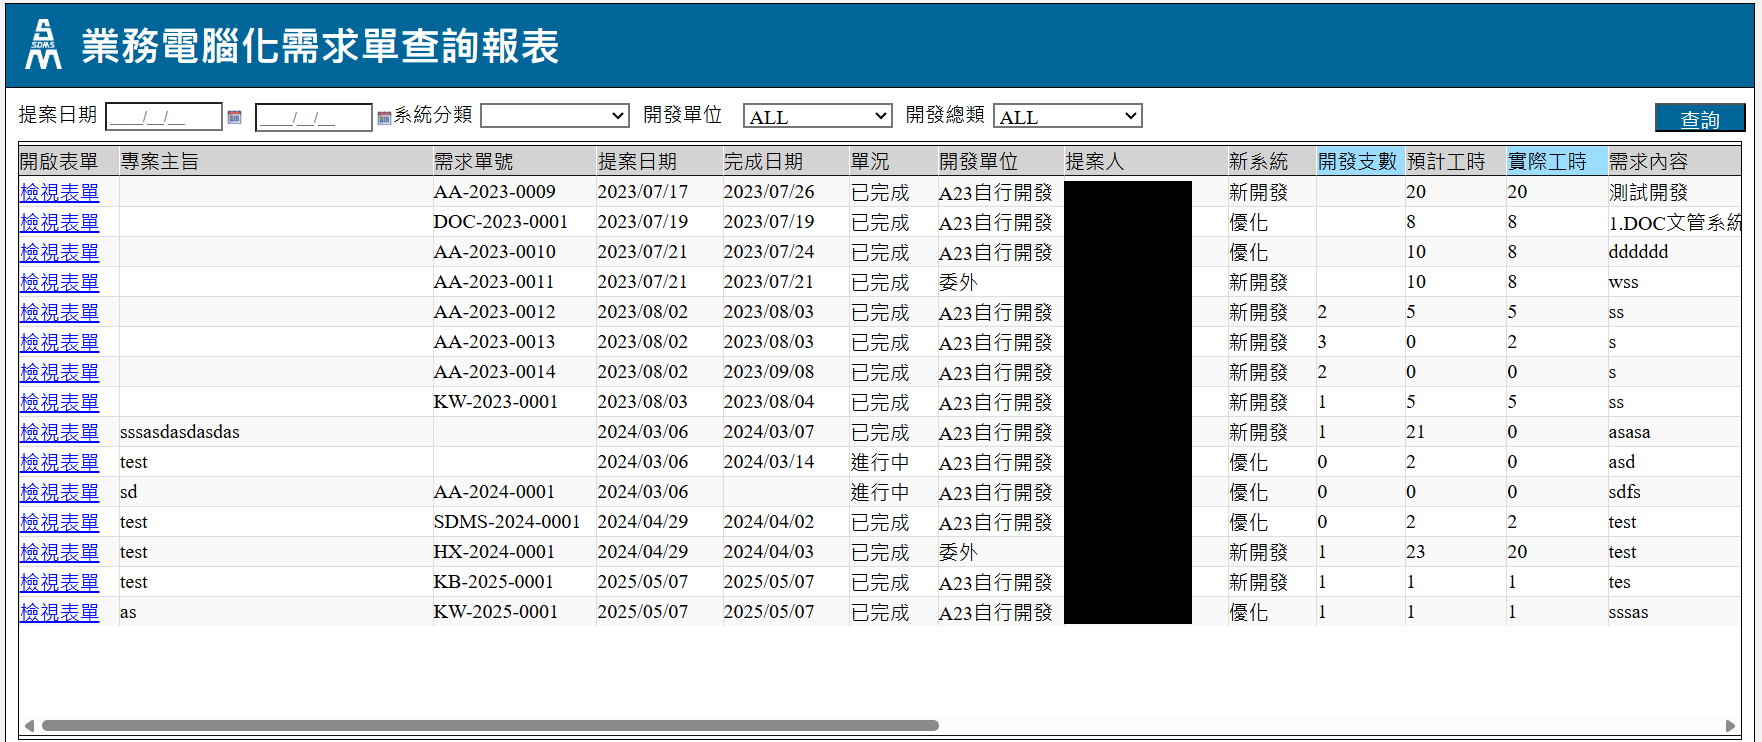 SDMS 業務電腦化需求單查詢報表
提案日期 ____/__/__ ____/__/__ 系統分類 開發單位 ALL 開發總類 ALL 查詢
開啟表單 專案主旨 需求單號 提案日期 完成日期 單況 開發單位 提案人 新系統 開發支數 預計工時 實際工時 需求內容
檢視表單 AA-2023-0009 2023/07/17 2023/07/26 已完成 A23自行開發 新開發 20 20 測試開發
檢視表單 DOC-2023-0001 2023/07/19 2023/07/19 已完成 A23自行開發 優化 8 8 1.DOC文管系統
檢視表單 AA-2023-0010 2023/07/21 2023/07/24 已完成 A23自行開發 優化 10 8 dddddd
檢視表單 AA-2023-0011 2023/07/21 2023/07/21 已完成 委外 新開發 10 8 wss
檢視表單 AA-2023-0012 2023/08/02 2023/08/03 已完成 A23自行開發 新開發 2 5 5 ss
檢視表單 AA-2023-0013 2023/08/02 2023/08/03 已完成 A23自行開發 新開發 3 0 2 s
檢視表單 AA-2023-0014 2023/08/02 2023/09/08 已完成 A23自行開發 新開發 2 0 0 s
檢視表單 KW-2023-0001 2023/08/03 2023/08/04 已完成 A23自行開發 新開發 1 5 5 ss
檢視表單 sssasdasdasdas 2024/03/06 2024/03/07 已完成 A23自行開發 新開發 1 21 0 asasa
檢視表單 test 2024/03/06 2024/03/14 進行中 A23自行開發 優化 0 2 0 asd
檢視表單 sd AA-2024-0001 2024/03/06 進行中 A23自行開發 優化 0 0 0 sdfs
檢視表單 test SDMS-2024-0001 2024/04/29 2024/04/02 已完成 A23自行開發 優化 0 2 2 test
檢視表單 test HX-2024-0001 2024/04/29 2024/04/03 已完成 委外 新開發 1 23 20 test
檢視表單 test KB-2025-0001 2025/05/07 2025/05/07 已完成 A23自行開發 新開發 1 1 1 tes
檢視表單 as KW-2025-0001 2025/05/07 2025/05/07 已完成 A23自行開發 優化 1 1 1 sssas